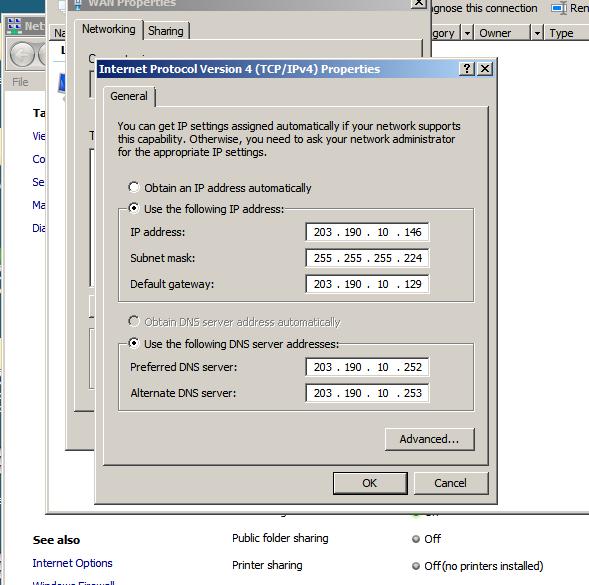 WAN Properties
Networking
Sharing
gnose this connection
Ren
Net
File
gory
Owner
Type
Internet Protocol Version 4 (TCP/IPv4) Properties
General
You can get IP settings assigned automatically if your network supports
this capability. Otherwise, you need to ask your network administrator
for the appropriate IP settings.
Obtain an IP address automatically
Use the following IP address:
IP address: 203 . 190 . 10 . 146
Subnet mask: 255 . 255 . 255 . 224
Default gateway: 203 . 190 . 10 . 129
Obtain DNS server address automatically
Use the following DNS server addresses:
Preferred DNS server: 203 . 190 . 10 . 252
Alternate DNS server: 203 . 190 . 10 . 253
Advanced...
OK
Cancel
Ta
Vie
Co
Se
Ma
Dia
See also
Internet Options
Windows Firewall
Public folder sharing
Off
Printer sharing
Off (no printers installed)